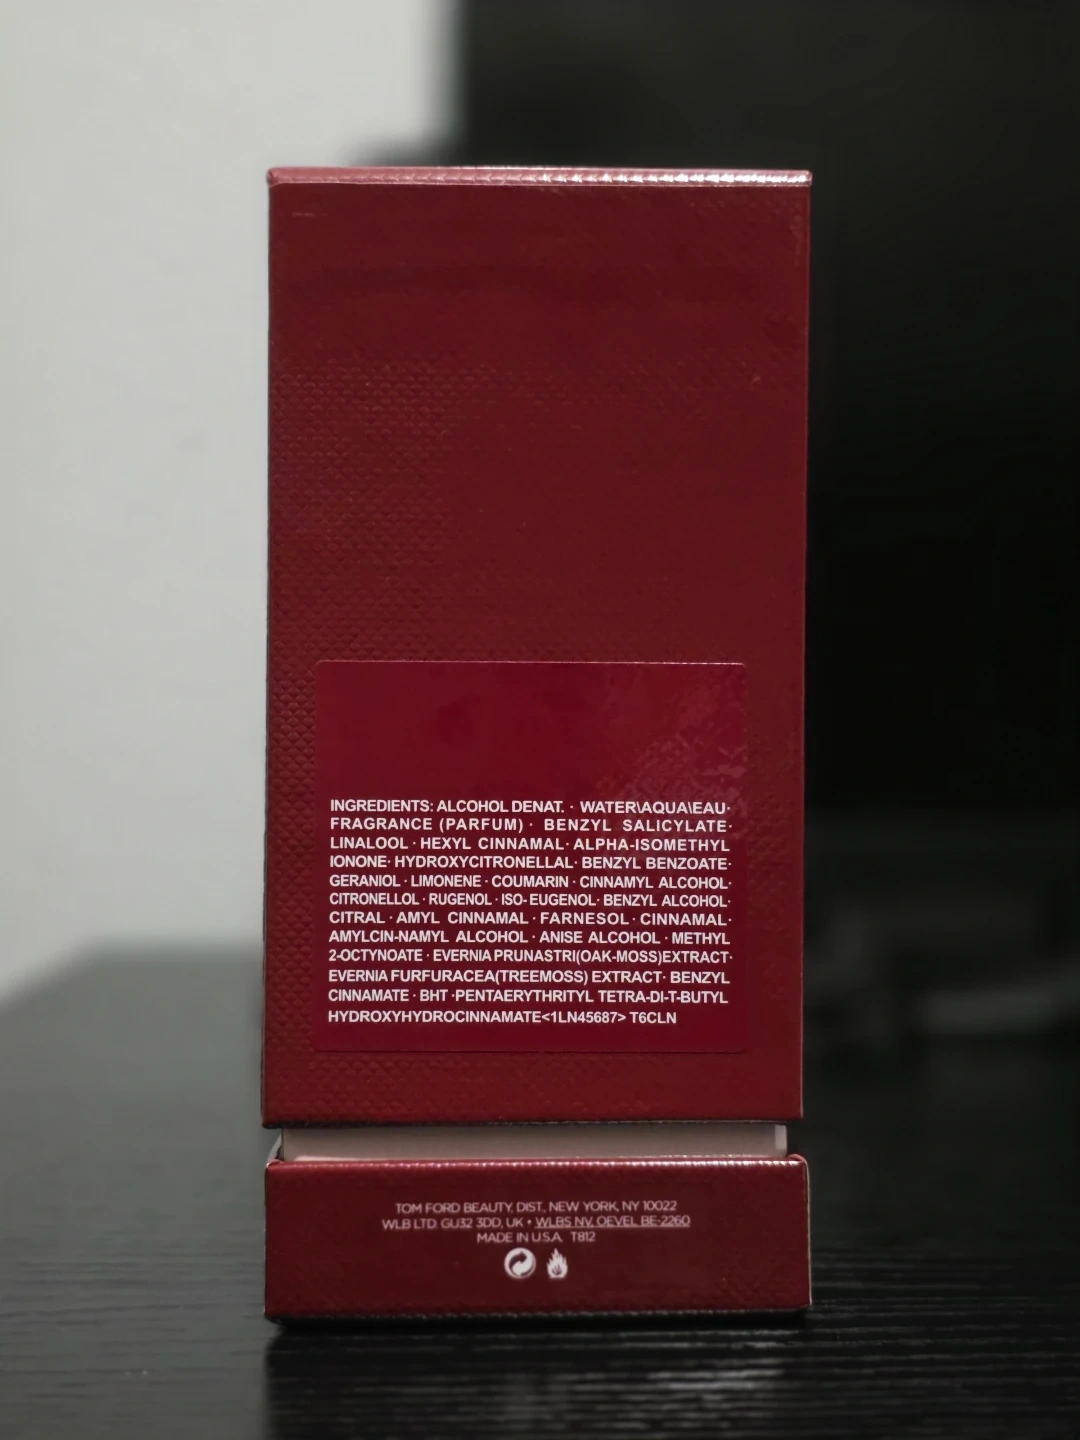 INGREDIENTS: ALCOHOL DENAT. · WATER\AQUA\EAU·
FRAGRANCE (PARFUM) · BENZYL SALICYLATE·
LINALOOL · HEXYL CINNAMAL · ALPHA-ISOMETHYL
IONONE · HYDROXYCITRONELLAL · BENZYL BENZOATE·
GERANIOL · LIMONENE · COUMARIN · CINNAMYL ALCOHOL·
CITRONELLOL · RUGENOL · ISO-EUGENOL · BENZYL ALCOHOL·
CITRAL · AMYL CINNAMAL · FARNESOL · CINNAMAL·
AMYLCIN-NAMYL ALCOHOL · ANISE ALCOHOL · METHYL
2-OCTYNOATE · EVERNIA PRUNASTRI(OAK-MOSS)EXTRACT·
EVERNIA FURFURACEA(TREEMOSS) EXTRACT · BENZYL
CINNAMATE · BHT ·PENTAERYTHRITYL TETRA-DI-T-BUTYL
HYDROXYHYDROCINNAMATE<1LN45687> T6CLN
TOM FORD BEAUTY, DIST., NEW YORK, NY 10022
WLB LTD. GU32 3DD, UK • WLBS NV, OEVEL BE-2260
MADE IN U.S.A. T812